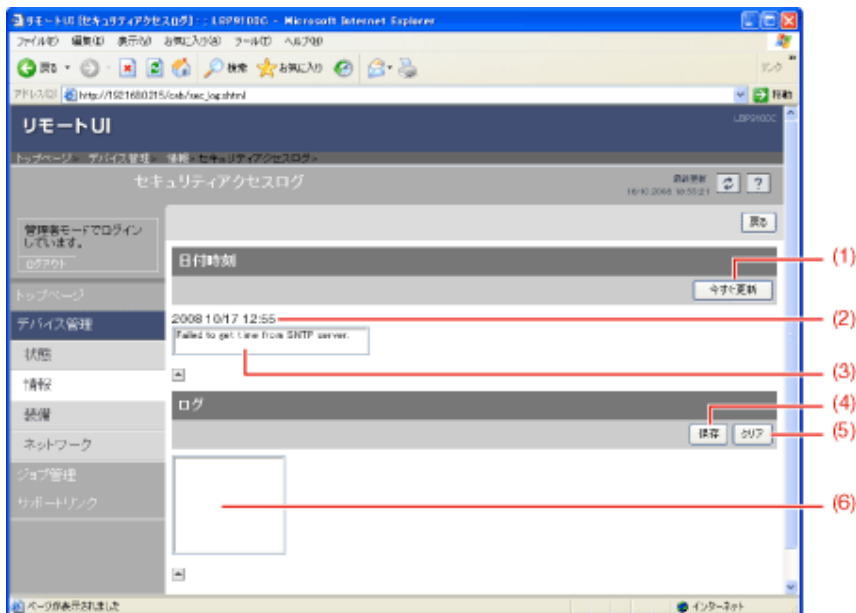 リモートUI [セキュリティアクセスログ] : : LBP9100C - Microsoft Internet Explorer
ファイル(F) 編集(E) 表示(V) お気に入り(A) ツール(T) ヘルプ(H)
戻る 検索 お気に入り リンク
アドレス(D) 移動
リモートUI
LBP9100C
トップページ> デバイス管理> 情報> セキュリティアクセスログ>
セキュリティアクセスログ
最新更新
?
管理者モードでログイン
しています。
ログアウト
戻る
日付時刻
(1)
今すぐ更新
トップページ
デバイス管理
2008 10/17 12:55
(2)
Failed to get time from SNTP server.
状態
情報
(3)
ログ
(4)
装備
保存 クリア
(5)
ネットワーク
ジョブ管理
サポートリンク
(6)
ページが表示されました
インターネット